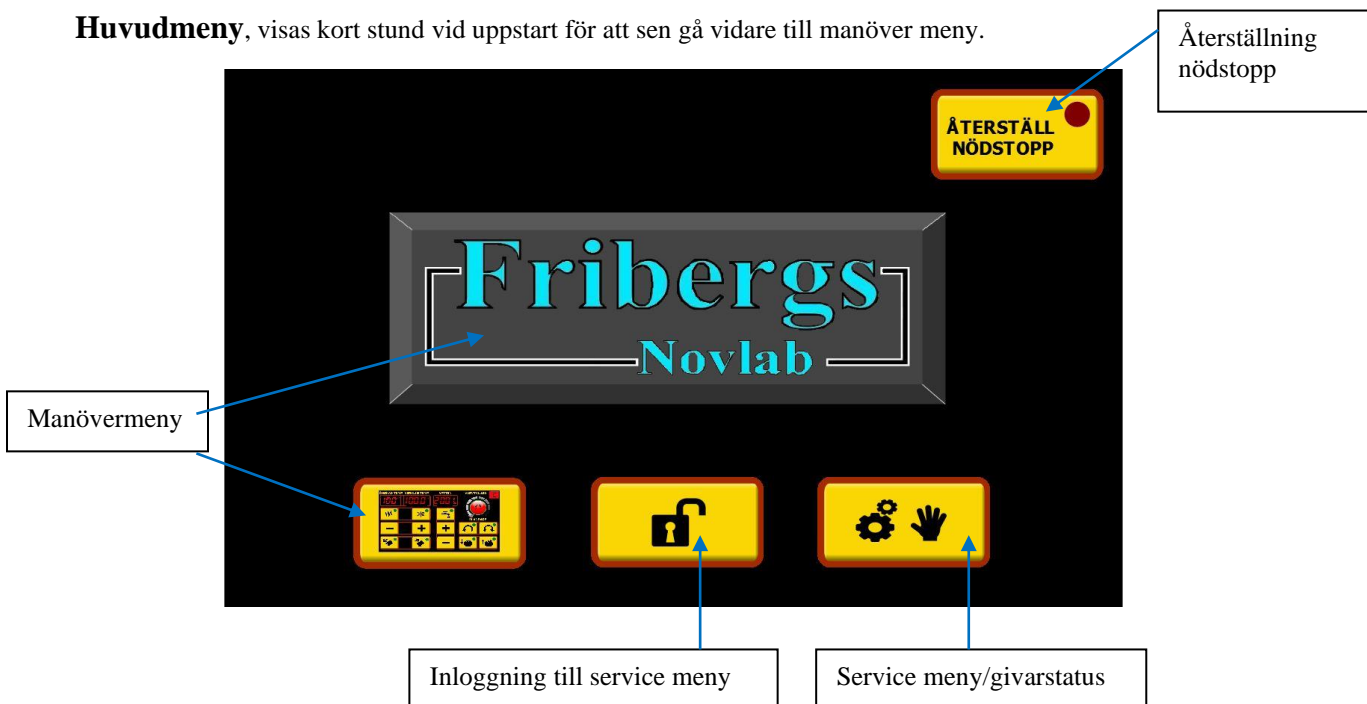 Huvudmeny, visas kort stund vid uppstart för att sen gå vidare till manöver meny.
Återställning
nödstopp
ÅTERSTÄLL
NÖDSTOPP
Fribergs
Novlab
Manövermeny
Inloggning till service meny
Service meny/givarstatus